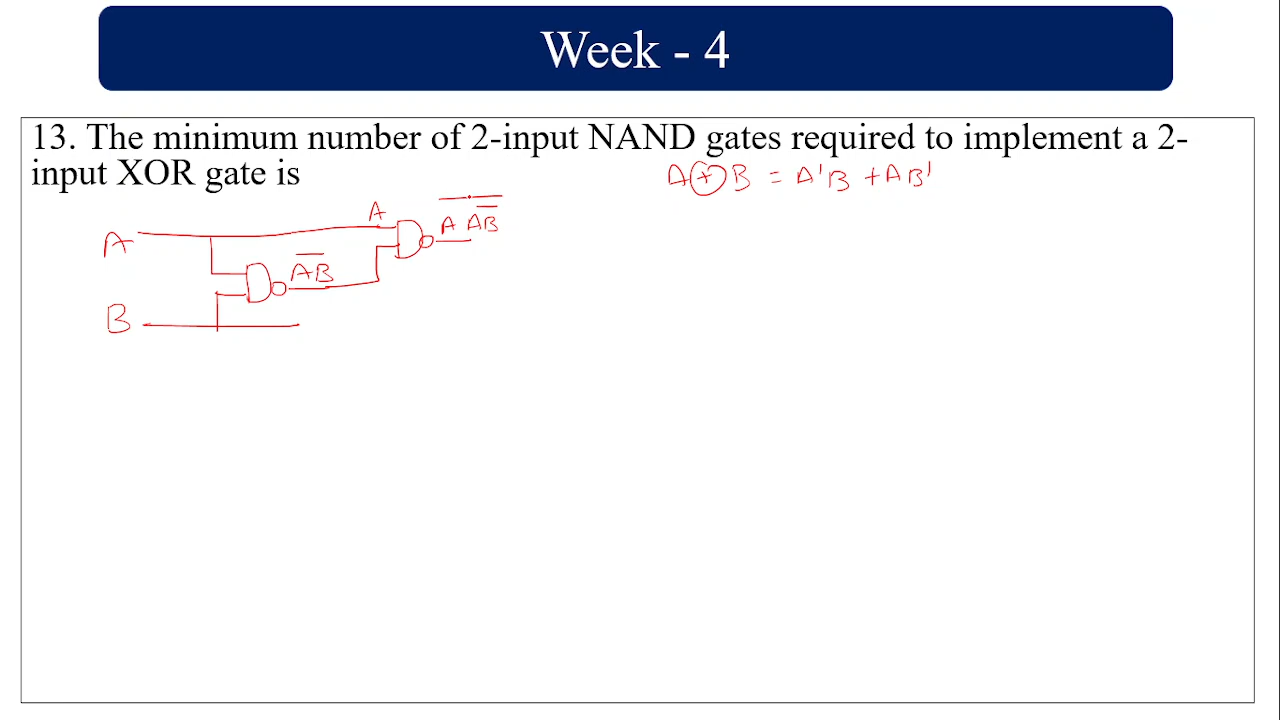 Week - 4
13. The minimum number of 2-input NAND gates required to implement a 2-
input XOR gate is
A ⊕ B = A'B + AB'
A
A A̅B̅
A
A̅B̅
B